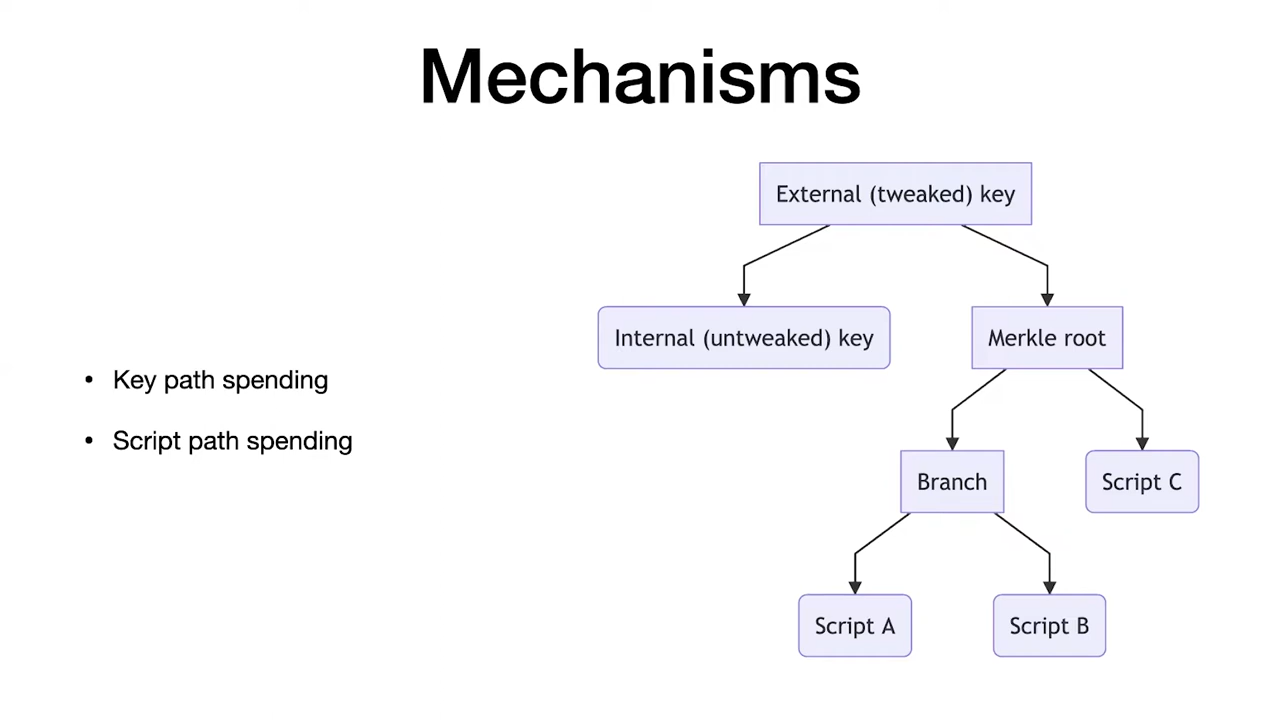 Mechanisms
Key path spending
Script path spending
External (tweaked) key
Internal (untweaked) key
Merkle root
Branch
Script C
Script A
Script B